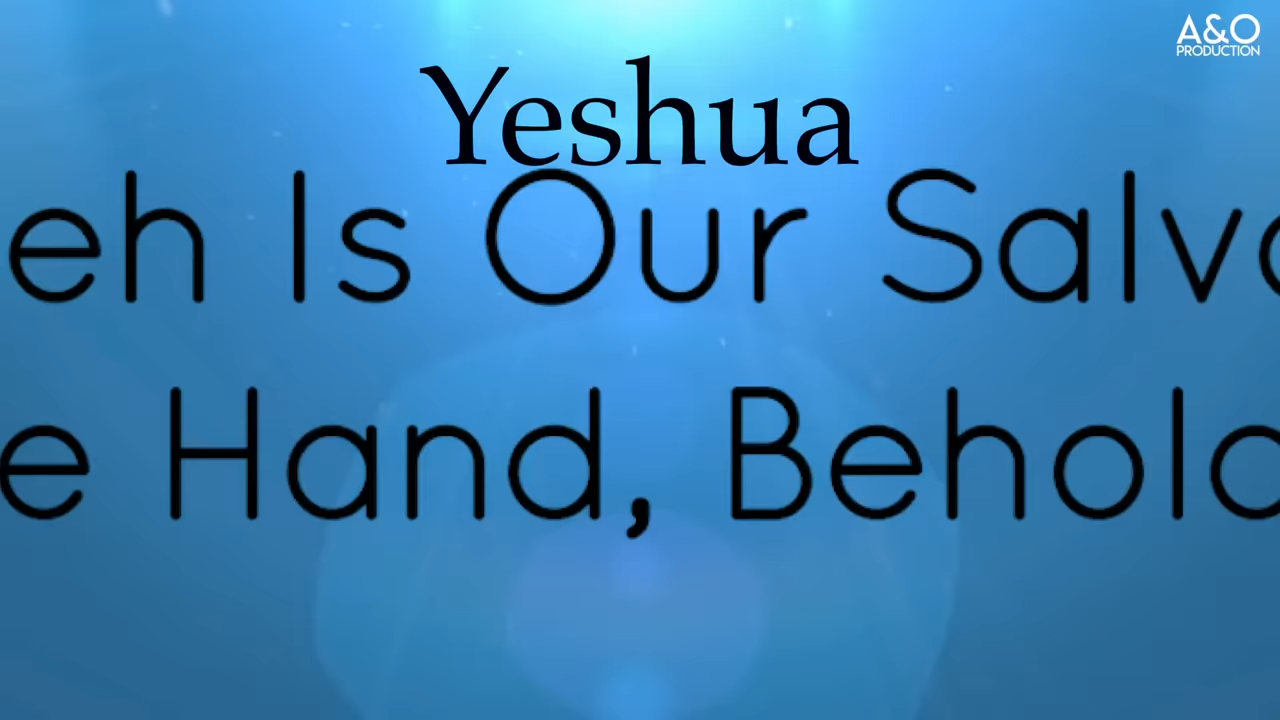 A&O
PRODUCTION
Yeshua
eh Is Our Salv
e Hand, Behol